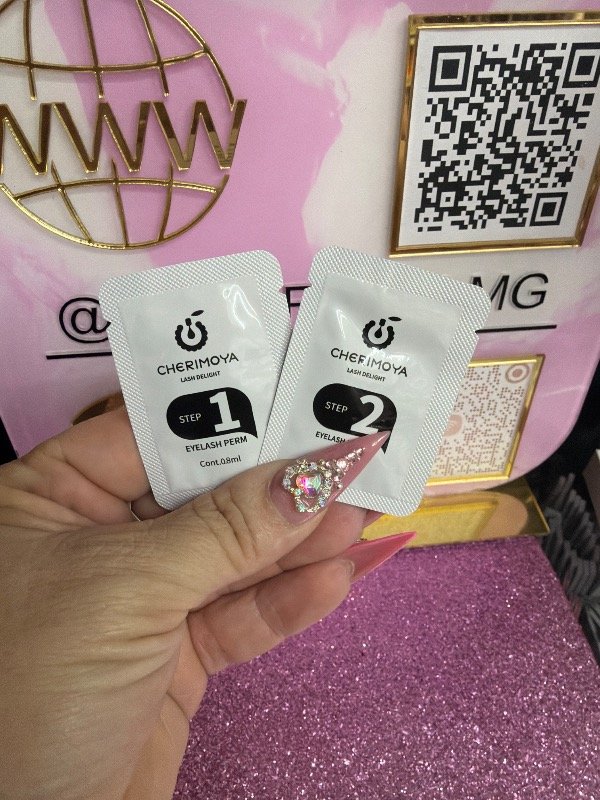 WWW
@
MG
CHERIMOYA
LASH DELIGHT
STEP 1
EYELASH PERM
Cont.0.8ml
CHERIMOYA
LASH DELIGHT
STEP 2
EYELASH